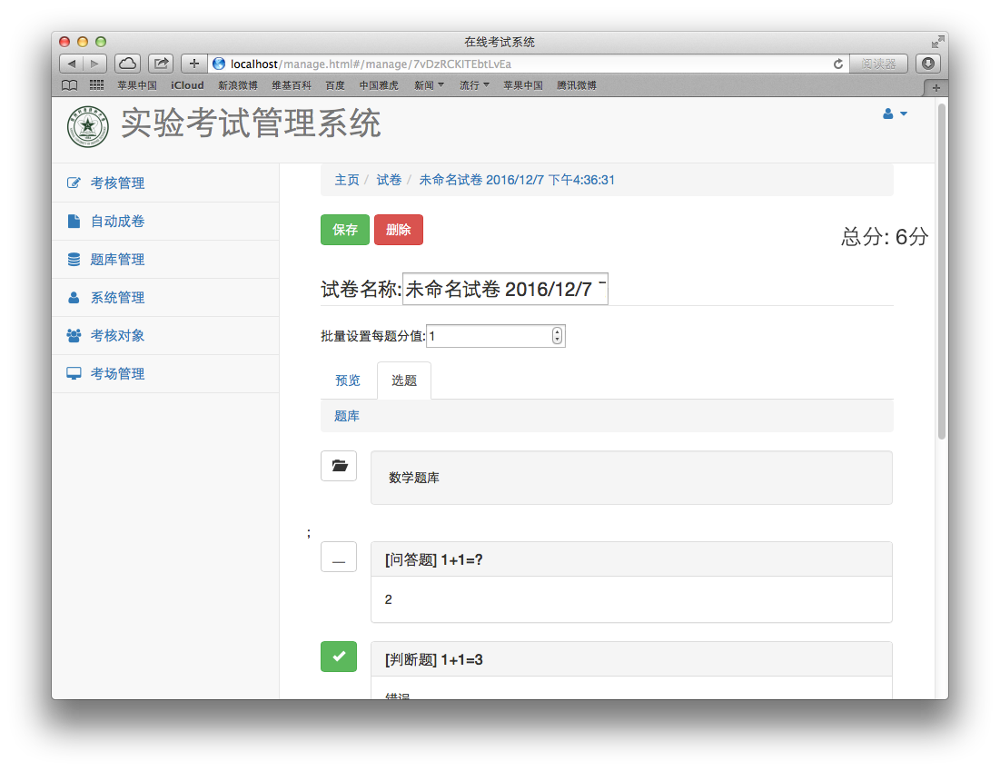 在线考试系统
localhost/manage.html#/manage/7vDzRCKlTEbtLvEa
阅读器
苹果中国 iCloud 新浪微博 维基百科 百度 中国雅虎 新闻 流行 苹果中国 腾讯微博
实验考试管理系统
考核管理
自动成卷
题库管理
系统管理
考核对象
考场管理
主页 / 试卷 / 未命名试卷 2016/12/7 下午4:36:31
保存 删除
总分: 6分
试卷名称: 未命名试卷 2016/12/7
批量设置每题分值: 1
预览 选题
题库
数学题库
;
[问答题] 1+1=?
2
[判断题] 1+1=3
错误